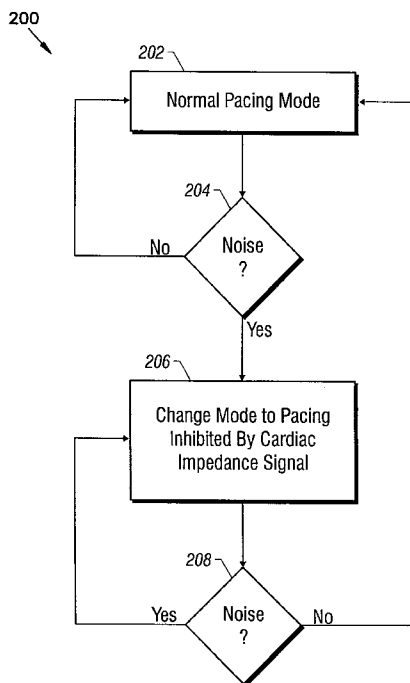 200
202
Normal Pacing Mode
204
Noise
?
No
Yes
206
Change Mode to Pacing
Inhibited By Cardiac
Impedance Signal
208
Yes
Noise
?
No